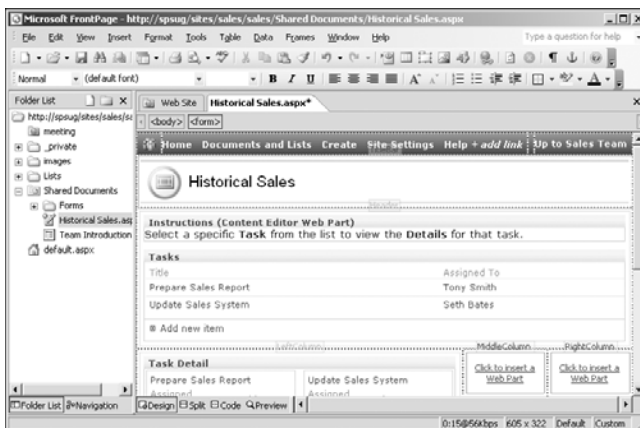 Microsoft FrontPage - http://spsug/sites/sales/sales/Shared Documents/Historical Sales.aspx
File Edit View Insert Format Tools Table Data Frames Window Help
Type a question for help
Normal (default font)
B I U
Folder List
Web Site Historical Sales.aspx*
http://spsug/sites/sales/sa
<body> <form>
meeting
_private
images
Lists
Shared Documents
Forms
Historical Sales.asp
Team Introduction
default.aspx
Home Documents and Lists Create Site Settings Help + add link Up to Sales Team
Historical Sales
Header
Instructions (Content Editor Web Part)
Select a specific Task from the list to view the Details for that task.
Tasks
Title Assigned To
Prepare Sales Report Tony Smith
Update Sales System Seth Bates
Add new item
LeftColumn MiddleColumn RightColumn
Task Detail
Click to insert a Web Part
Click to insert a Web Part
Prepare Sales Report Update Sales System
Assigned Assigned
Folder List Navigation
Design Split Code Preview
0:15@56kbps 605 x 322 Default Custom